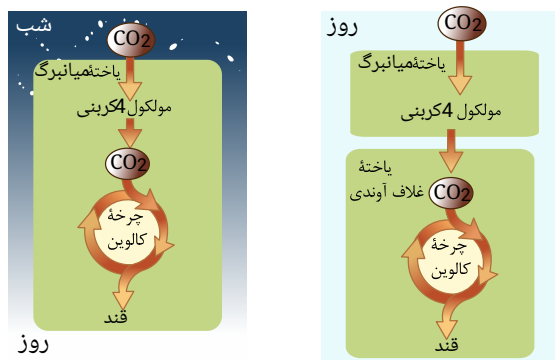 روز
CO2
یاختهٔ میانبرگ
مولکول 4کربنی
یاختهٔ
غلاف آوندی
CO2
چرخهٔ
کالوین
قند
شب
CO2
یاختهٔ میانبرگ
مولکول 4کربنی
CO2
چرخهٔ
کالوین
قند
روز